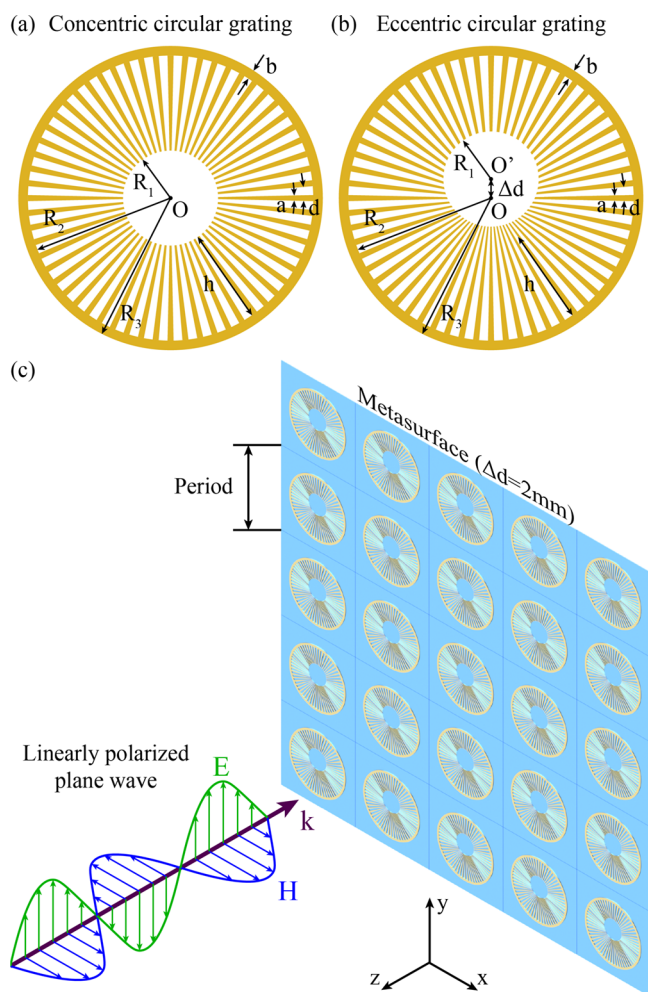 (a) Concentric circular grating
(b) Eccentric circular grating
b
R1
O
a
d
R2
h
R3
b
R1
O’
Δd
O
a
d
R2
h
R3
(c)
Metasurface (Δd=2mm)
Period
Linearly polarized
plane wave
E
k
H
y
z
x